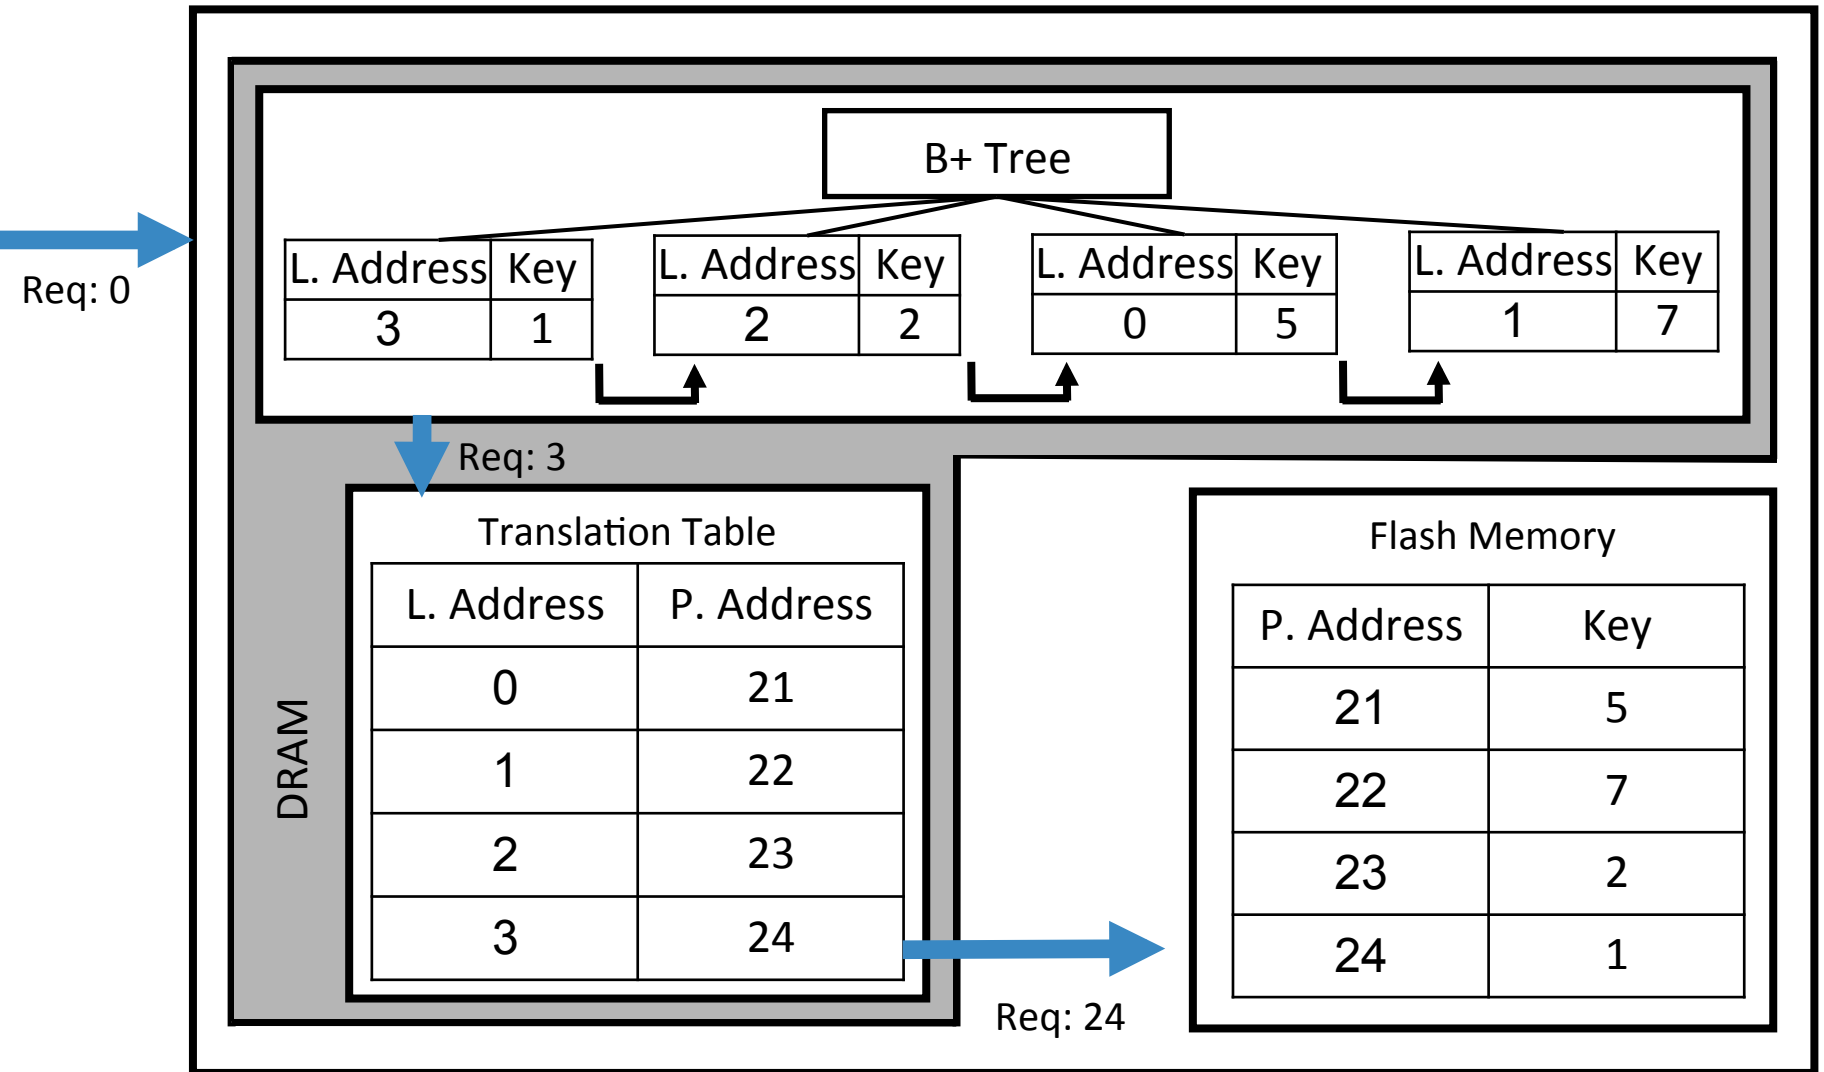 B+ Tree
L. Address Key
3 1
L. Address Key
2 2
L. Address Key
0 5
L. Address Key
1 7
Req: 0
Req: 3
Translation Table
L. Address P. Address
0 21
1 22
2 23
3 24
DRAM
Req: 24
Flash Memory
P. Address Key
21 5
22 7
23 2
24 1